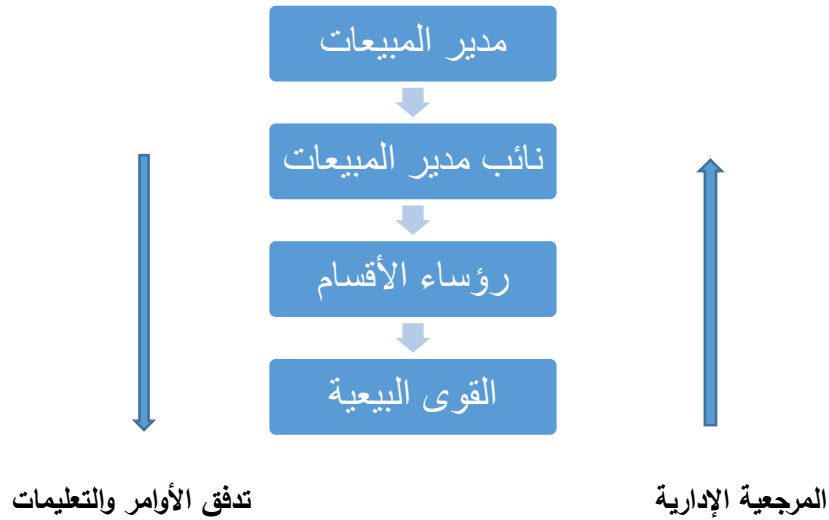 مدير المبيعات
نائب مدير المبيعات
رؤساء الأقسام
القوى البيعية
المرجعية الإدارية
تدفق الأوامر والتعليمات